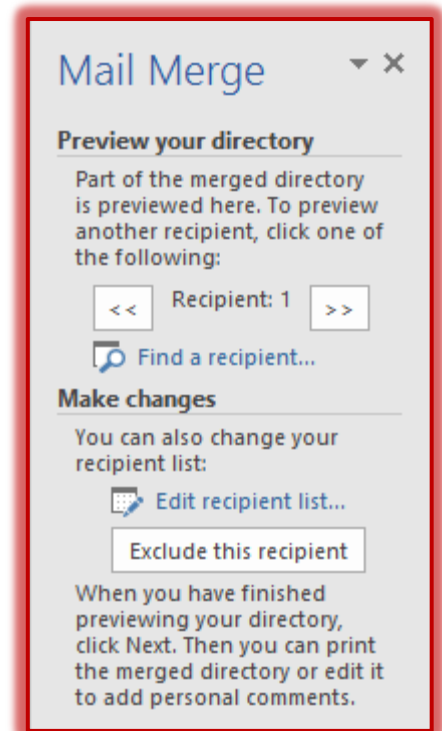 Mail Merge
Preview your directory
Part of the merged directory
is previewed here. To preview
another recipient, click one of
the following:
<< Recipient: 1 >>
Find a recipient...
Make changes
You can also change your
recipient list:
Edit recipient list...
Exclude this recipient
When you have finished
previewing your directory,
click Next. Then you can print
the merged directory or edit it
to add personal comments.